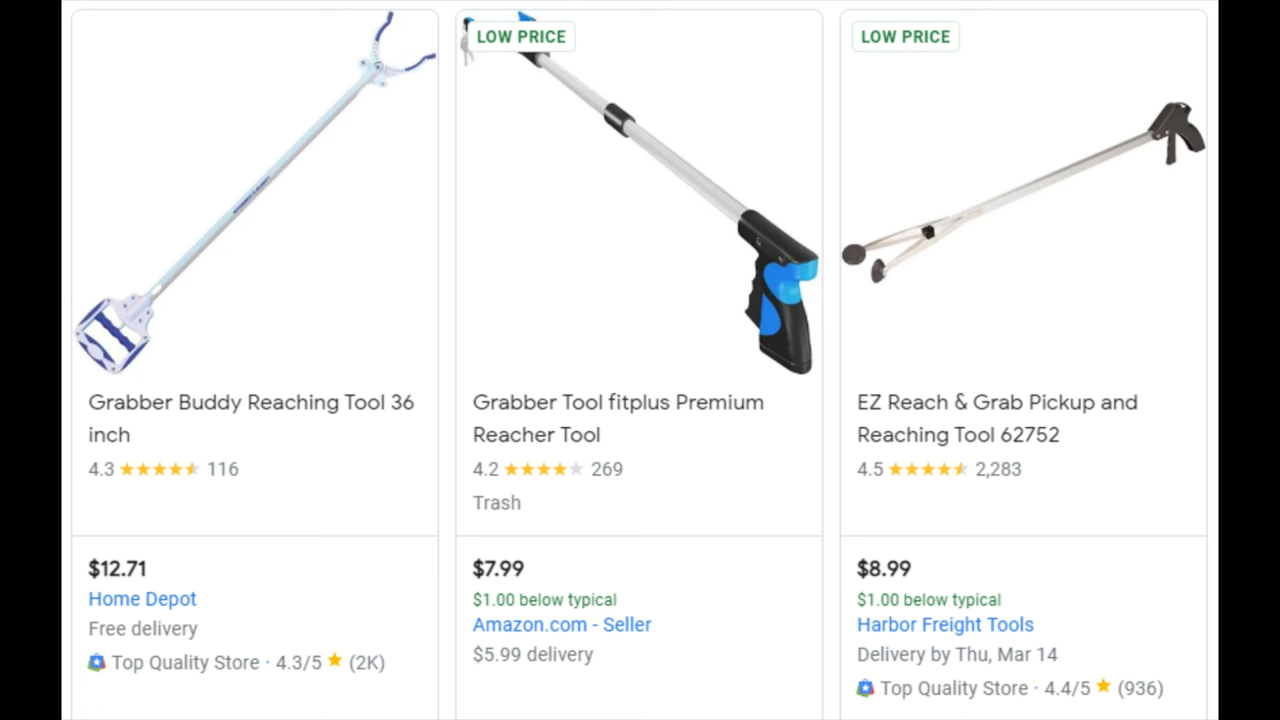 Grabber Buddy Reaching Tool 36
inch
4.3 116
$12.71
Home Depot
Free delivery
Top Quality Store · 4.3/5 (2K)
LOW PRICE
Grabber Tool fitplus Premium
Reacher Tool
4.2 269
Trash
$7.99
$1.00 below typical
Amazon.com - Seller
$5.99 delivery
LOW PRICE
EZ Reach & Grab Pickup and
Reaching Tool 62752
4.5 2,283
$8.99
$1.00 below typical
Harbor Freight Tools
Delivery by Thu, Mar 14
Top Quality Store · 4.4/5 (936)